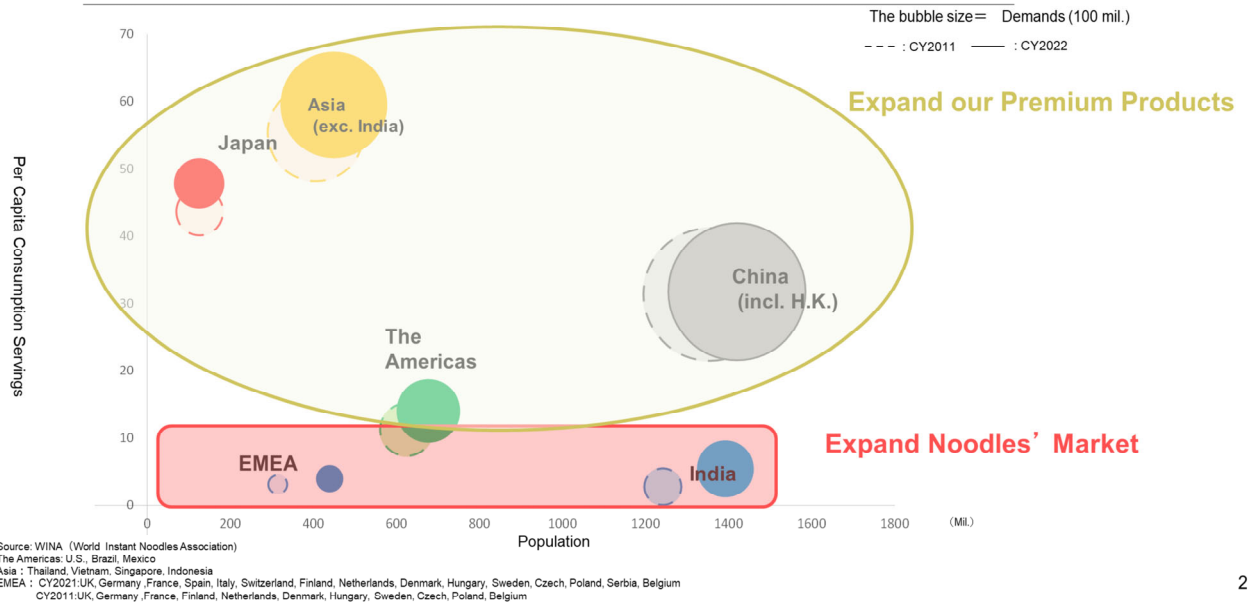 The bubble size＝ Demands (100 mil.)
--- : CY2011 —— : CY2022
Expand our Premium Products
70
60
50
40
30
20
10
0
Per Capita Consumption Servings
Asia
(exc. India)
Japan
China
(incl. H.K.)
The
Americas
Expand Noodles’ Market
EMEA
India
0 200 400 600 800 1000 1200 1400 1600 1800 （Mil.）
Population
Source: WINA （World Instant Noodles Association）
The Americas: U.S., Brazil, Mexico
Asia：Thailand, Vietnam, Singapore, Indonesia
EMEA： CY2021:UK, Germany ,France, Spain, Italy, Switzerland, Finland, Netherlands, Denmark, Hungary, Sweden, Czech, Poland, Serbia, Belgium
CY2011:UK, Germany ,France, Finland, Netherlands, Denmark, Hungary, Sweden, Czech, Poland, Belgium
2